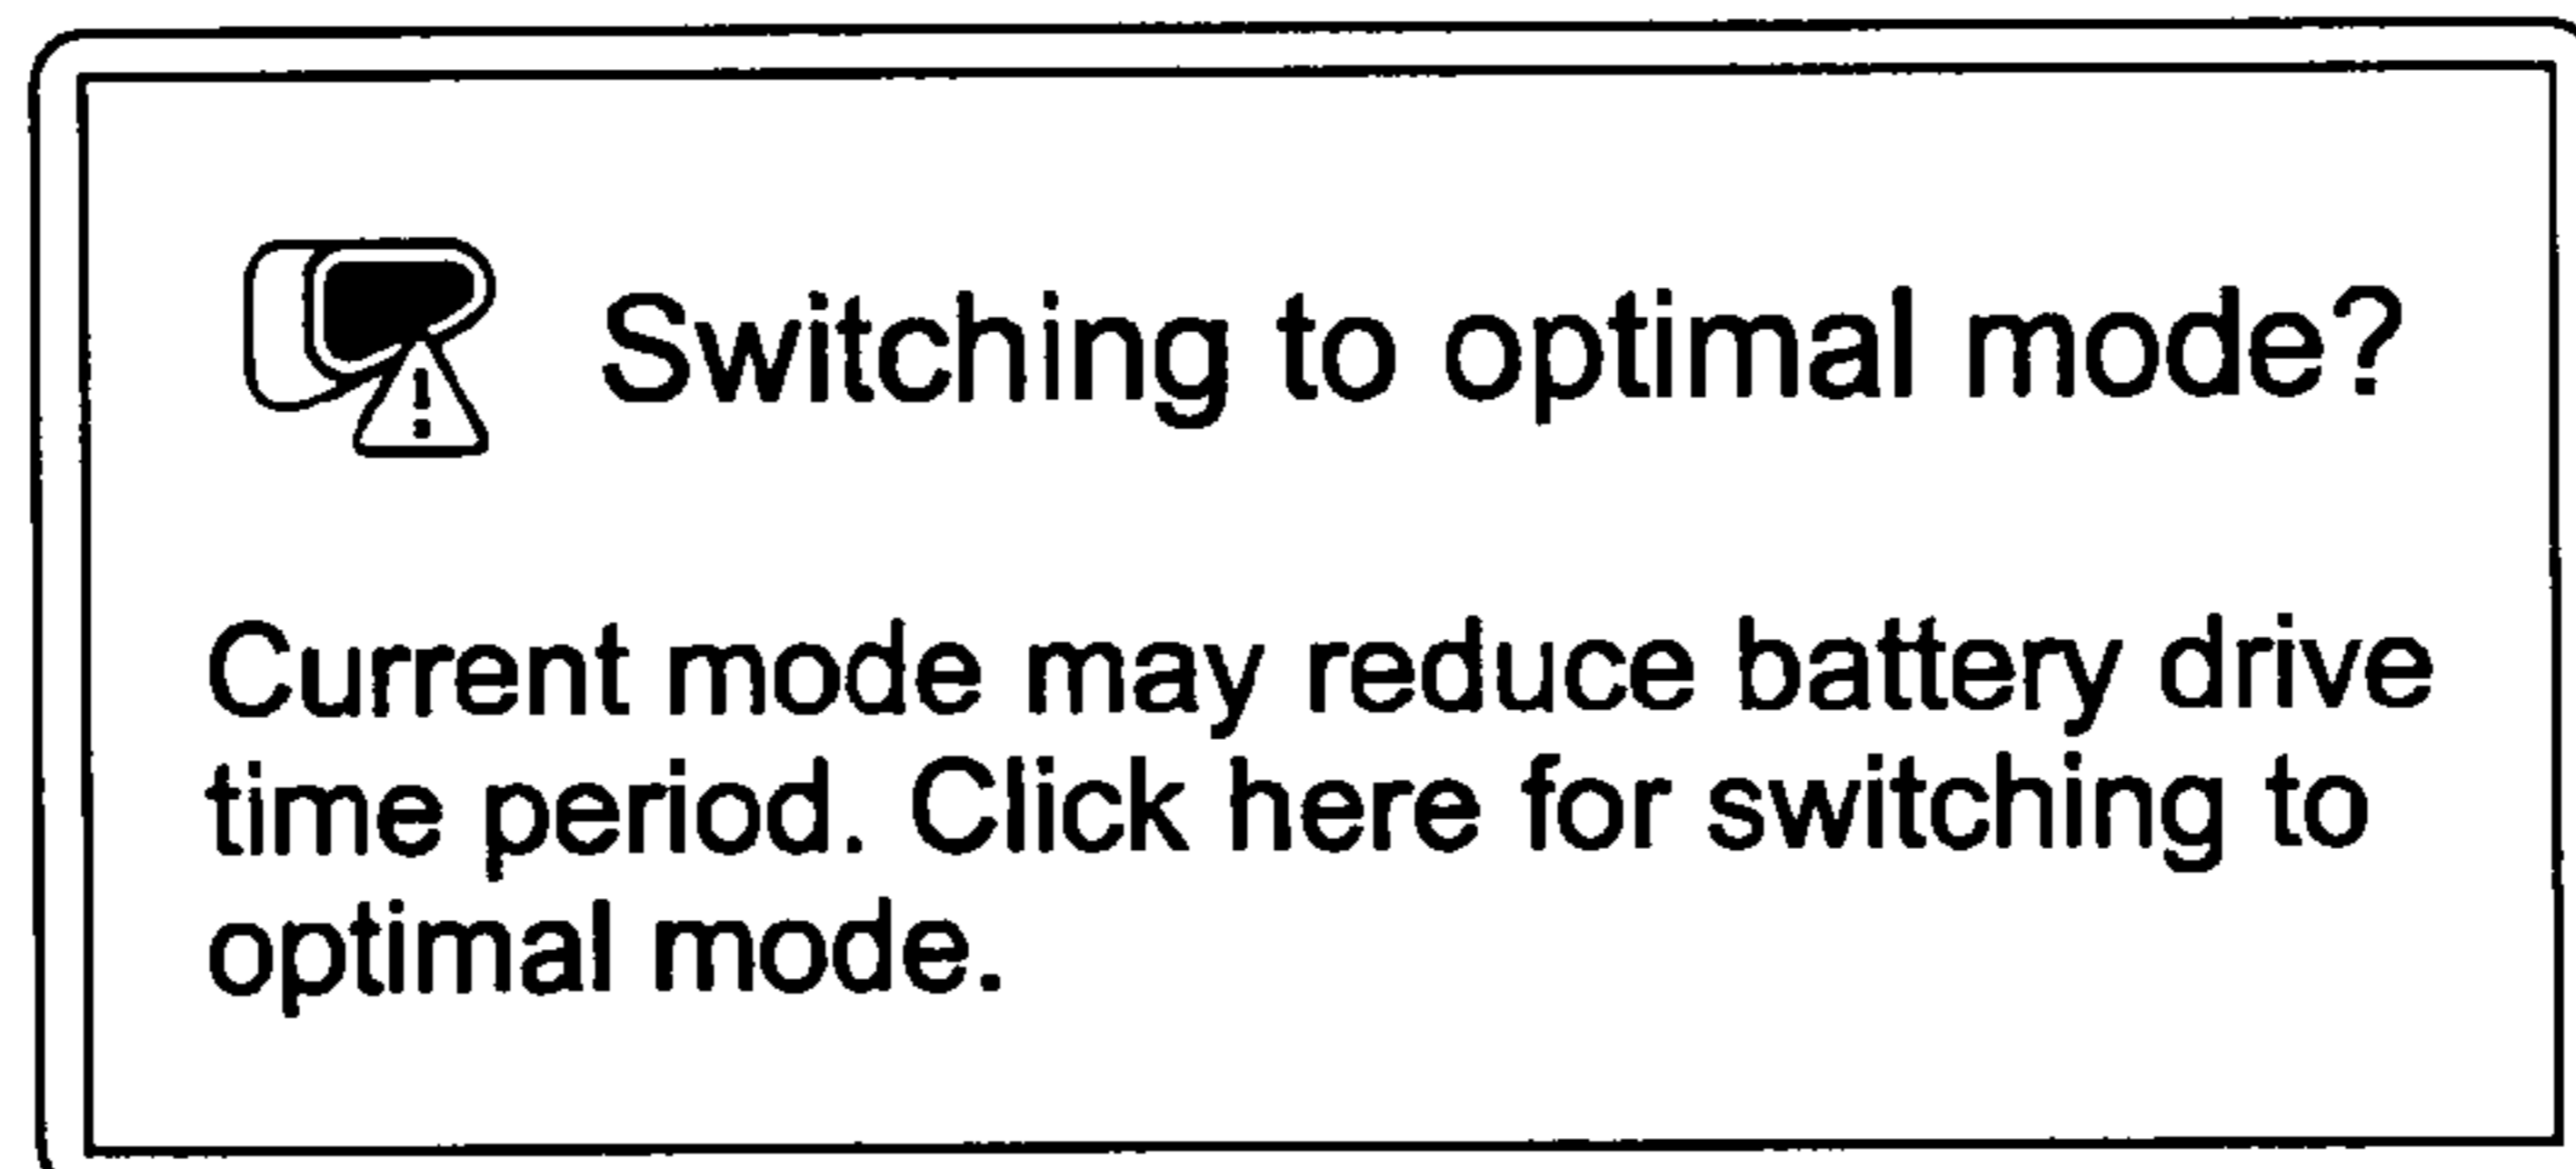 Switching to optimal mode?
Current mode may reduce battery drive
time period. Click here for switching to
optimal mode.